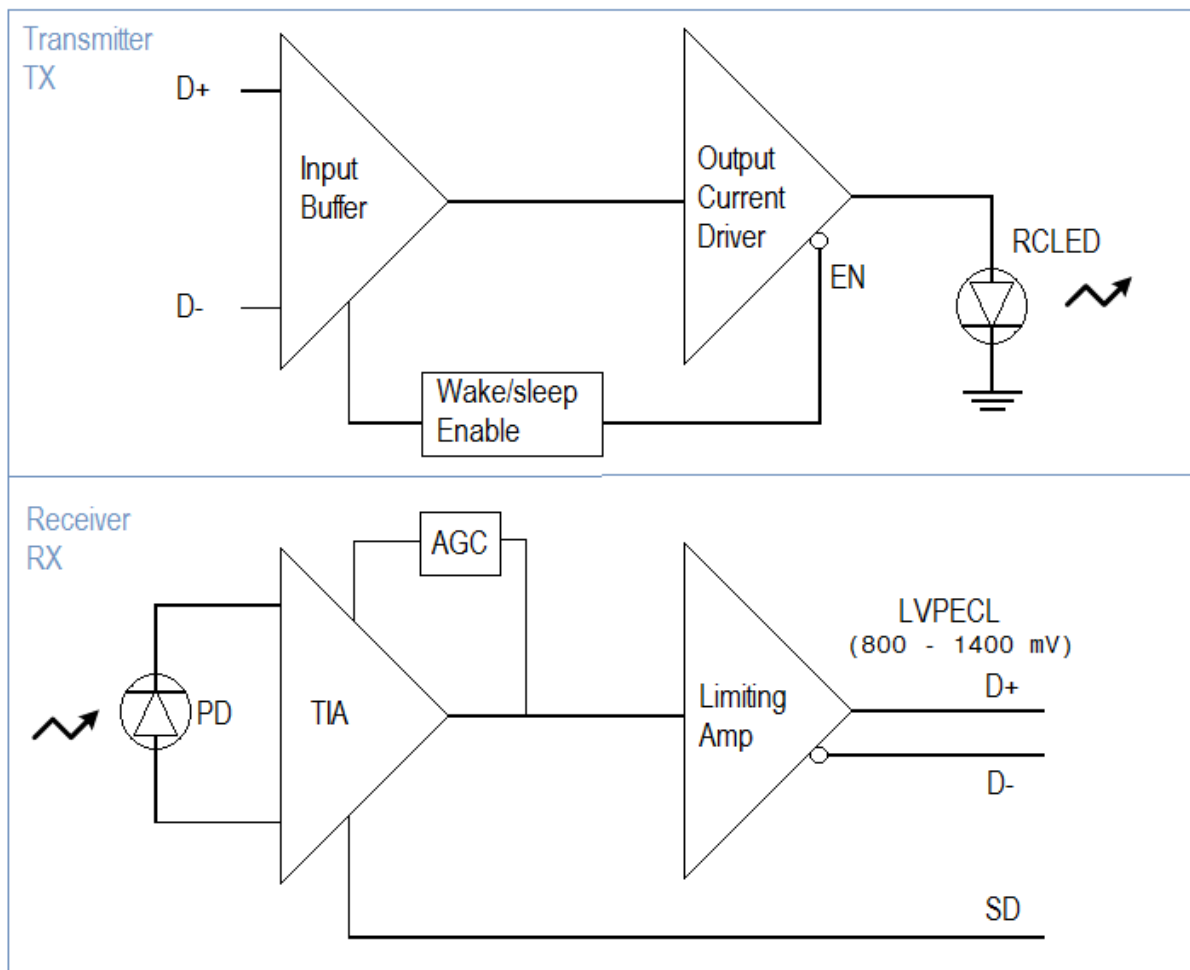 Transmitter
TX
D+
Input
Buffer
D-
Output
Current
Driver
EN
RCLED
Wake/sleep
Enable
Receiver
RX
AGC
PD
TIA
Limiting
Amp
LVPECL
(800 - 1400 mV)
D+
D-
SD